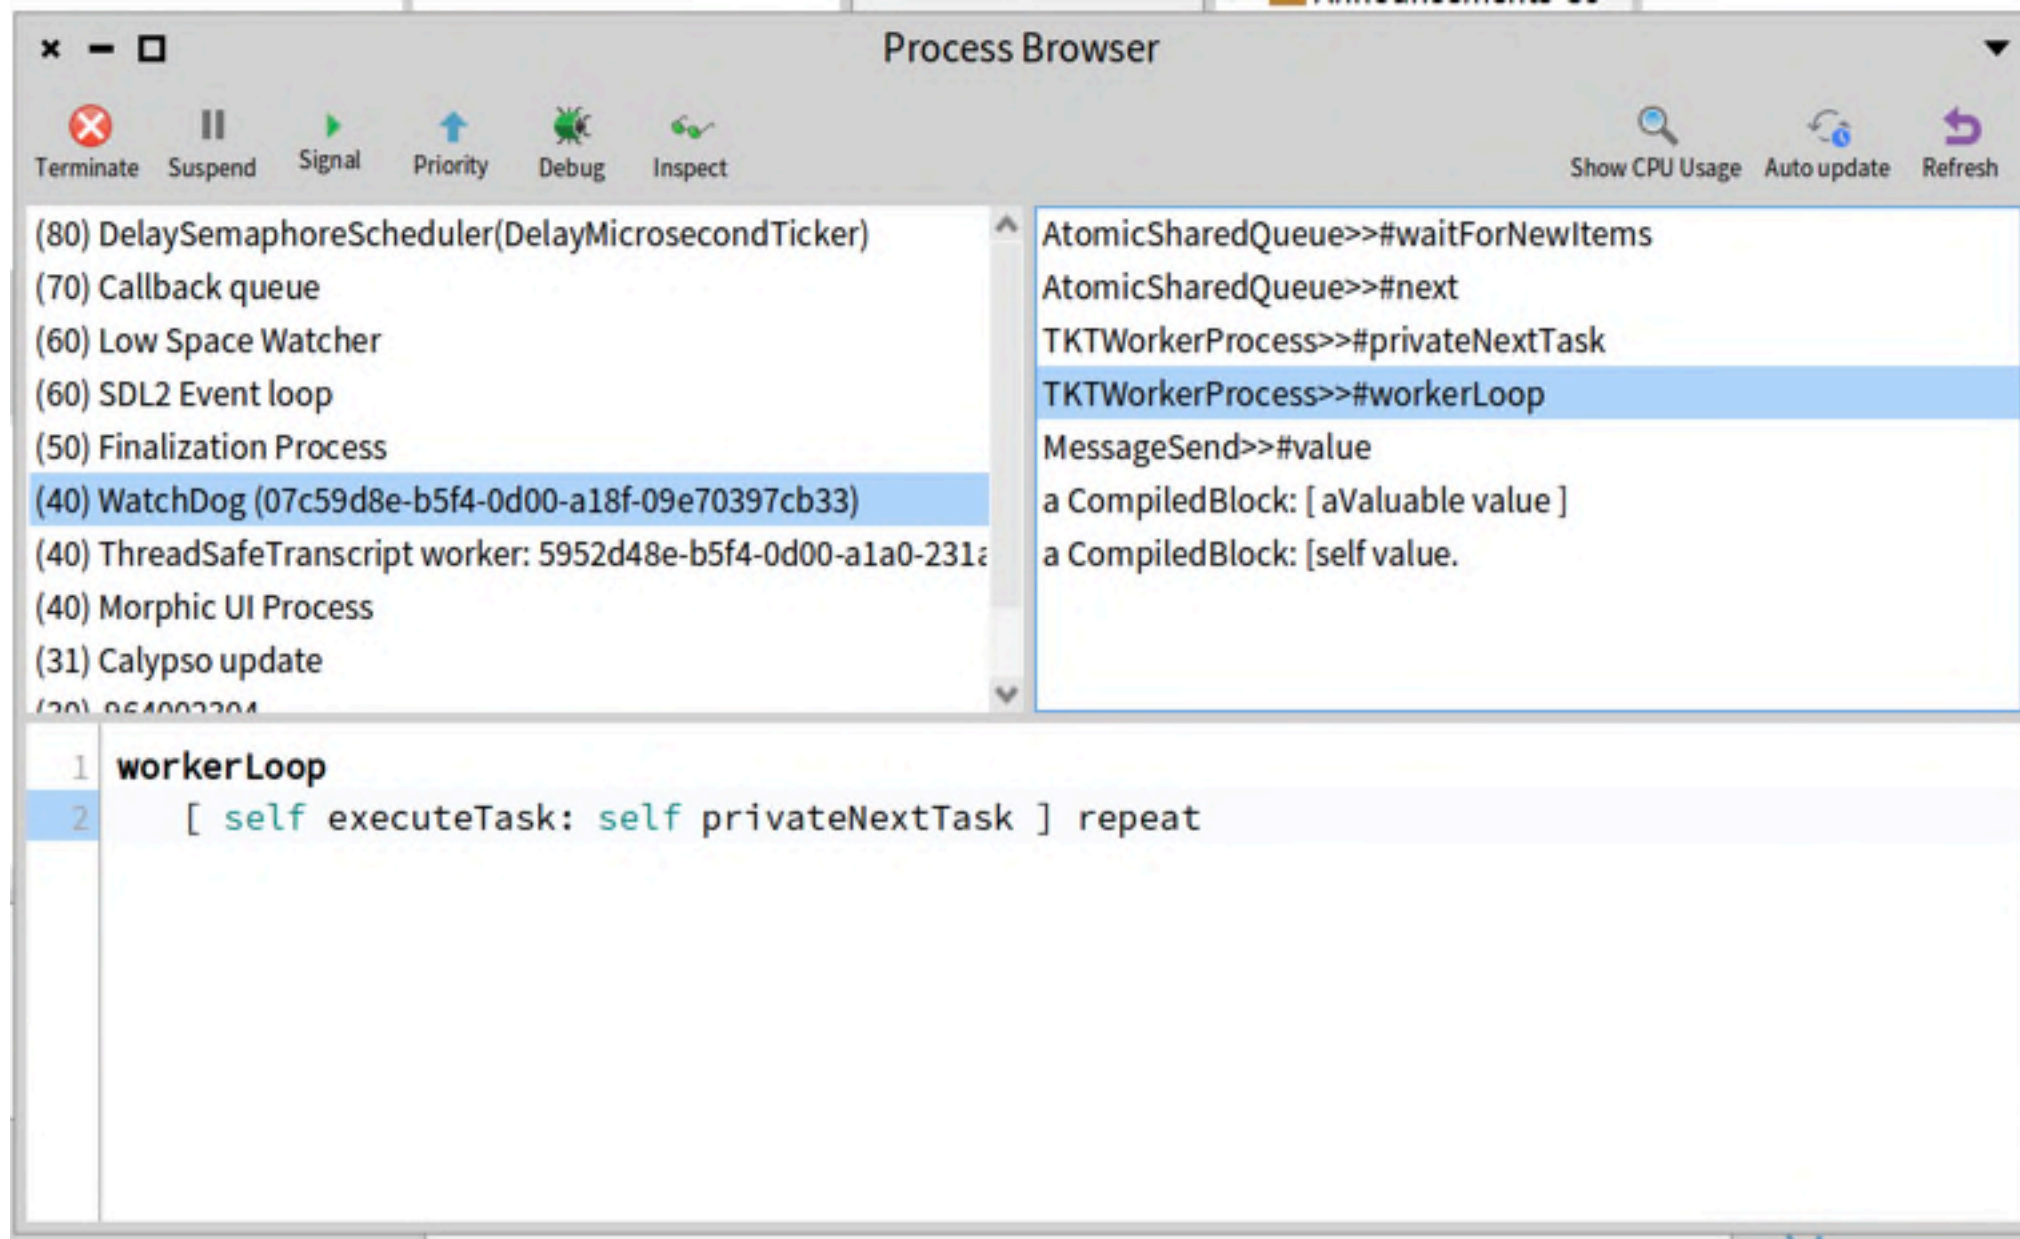 Process Browser
Terminate Suspend Signal Priority Debug Inspect Show CPU Usage Auto update Refresh
(80) DelaySemaphoreScheduler(DelayMicrosecondTicker)
(70) Callback queue
(60) Low Space Watcher
(60) SDL2 Event loop
(50) Finalization Process
(40) WatchDog (07c59d8e-b5f4-0d00-a18f-09e70397cb33)
(40) ThreadSafeTranscript worker: 5952d48e-b5f4-0d00-a1a0-231a
(40) Morphic UI Process
(31) Calypso update
AtomicSharedQueue>>#waitForNewItems
AtomicSharedQueue>>#next
TKTWorkerProcess>>#privateNextTask
TKTWorkerProcess>>#workerLoop
MessageSend>>#value
a CompiledBlock: [ aValuable value ]
a CompiledBlock: [self value.
1 workerLoop
2 [ self executeTask: self privateNextTask ] repeat